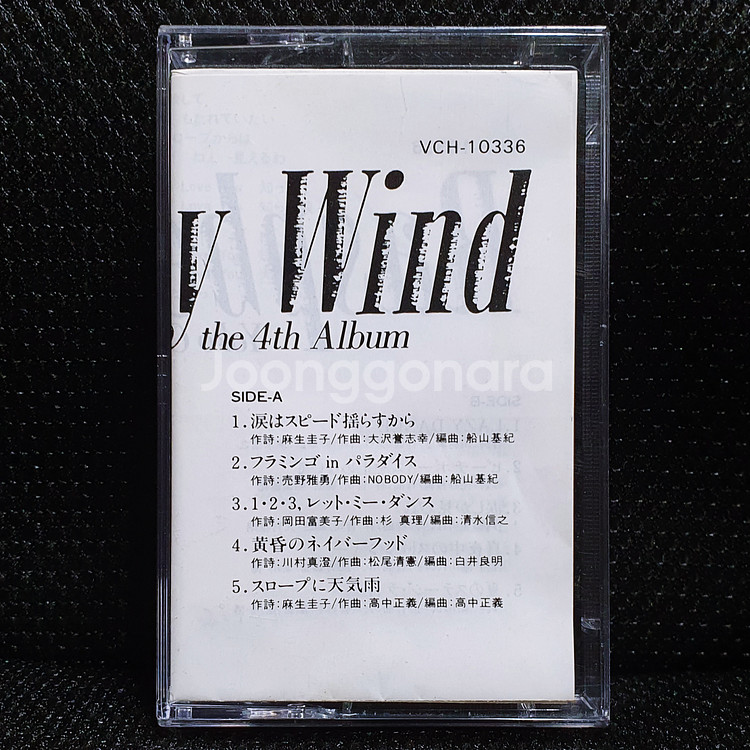 VCH-10336
y Wind
the 4th Album
Joonggonara
SIDE-A
1.涙はスピード揺らすから
作詩:麻生圭子/作曲:大沢誉志幸/編曲:船山基紀
2.フラミンゴ in パラダイス
作詩:売野雅勇/作曲:NOBODY/編曲:船山基紀
3.1・2・3,レット・ミー・ダンス
作詩:岡田冨美子/作曲:杉 真理/編曲:清水信之
4.黄昏のネイバーフッド
作詩:川村真澄/作曲:松尾清憲/編曲:白井良明
5.スロープに天気雨
作詩:麻生圭子/作曲:高中正義/編曲:高中正義